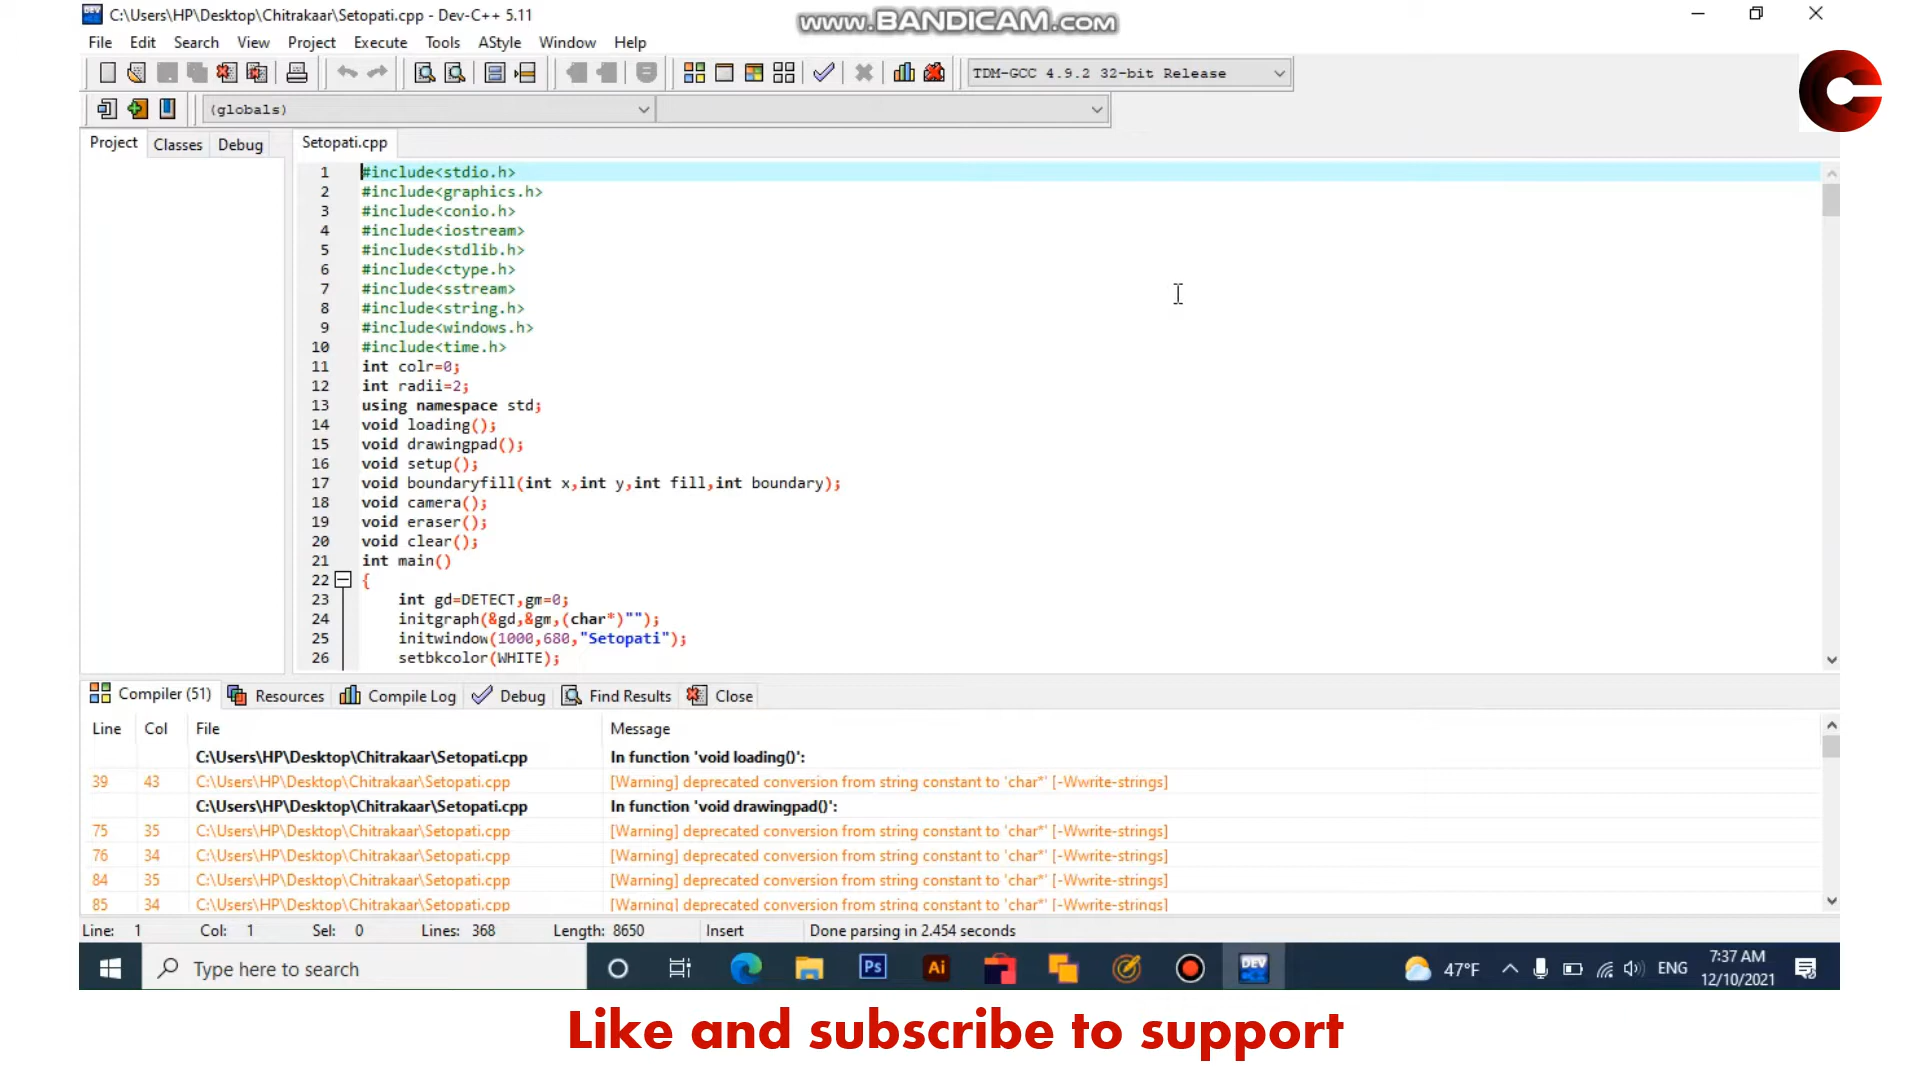 C:\Users\HP\Desktop\Chitrakaar\Setopati.cpp - Dev-C++ 5.11
www.BANDICAM.com
File Edit Search View Project Execute Tools AStyle Window Help
TDM-GCC 4.9.2 32-bit Release
(globals)
Project Classes Debug
Setopati.cpp
1 #include<stdio.h>
2 #include<graphics.h>
3 #include<conio.h>
4 #include<iostream>
5 #include<stdlib.h>
6 #include<ctype.h>
7 #include<sstream>
8 #include<string.h>
9 #include<windows.h>
10 #include<time.h>
11 int colr=0;
12 int radii=2;
13 using namespace std;
14 void loading();
15 void drawingpad();
16 void setup();
17 void boundaryfill(int x,int y,int fill,int boundary);
18 void camera();
19 void eraser();
20 void clear();
21 int main()
22 {
23 int gd=DETECT,gm=0;
24 initgraph(&gd,&gm,(char*)"");
25 initwindow(1000,680,"Setopati");
26 setbkcolor(WHITE);
Compiler (51) Resources Compile Log Debug Find Results Close
Line Col File Message
C:\Users\HP\Desktop\Chitrakaar\Setopati.cpp In function 'void loading()':
39 43 C:\Users\HP\Desktop\Chitrakaar\Setopati.cpp [Warning] deprecated conversion from string constant to 'char*' [-Wwrite-strings]
C:\Users\HP\Desktop\Chitrakaar\Setopati.cpp In function 'void drawingpad()':
75 35 C:\Users\HP\Desktop\Chitrakaar\Setopati.cpp [Warning] deprecated conversion from string constant to 'char*' [-Wwrite-strings]
76 34 C:\Users\HP\Desktop\Chitrakaar\Setopati.cpp [Warning] deprecated conversion from string constant to 'char*' [-Wwrite-strings]
84 35 C:\Users\HP\Desktop\Chitrakaar\Setopati.cpp [Warning] deprecated conversion from string constant to 'char*' [-Wwrite-strings]
85 34 C:\Users\HP\Desktop\Chitrakaar\Setopati.cpp [Warning] deprecated conversion from string constant to 'char*' [-Wwrite-strings]
Line: 1 Col: 1 Sel: 0 Lines: 368 Length: 8650 Insert Done parsing in 2.454 seconds
Type here to search
Ps
Ai
DEV
47°F
ENG
7:37 AM
12/10/2021
Like and subscribe to support